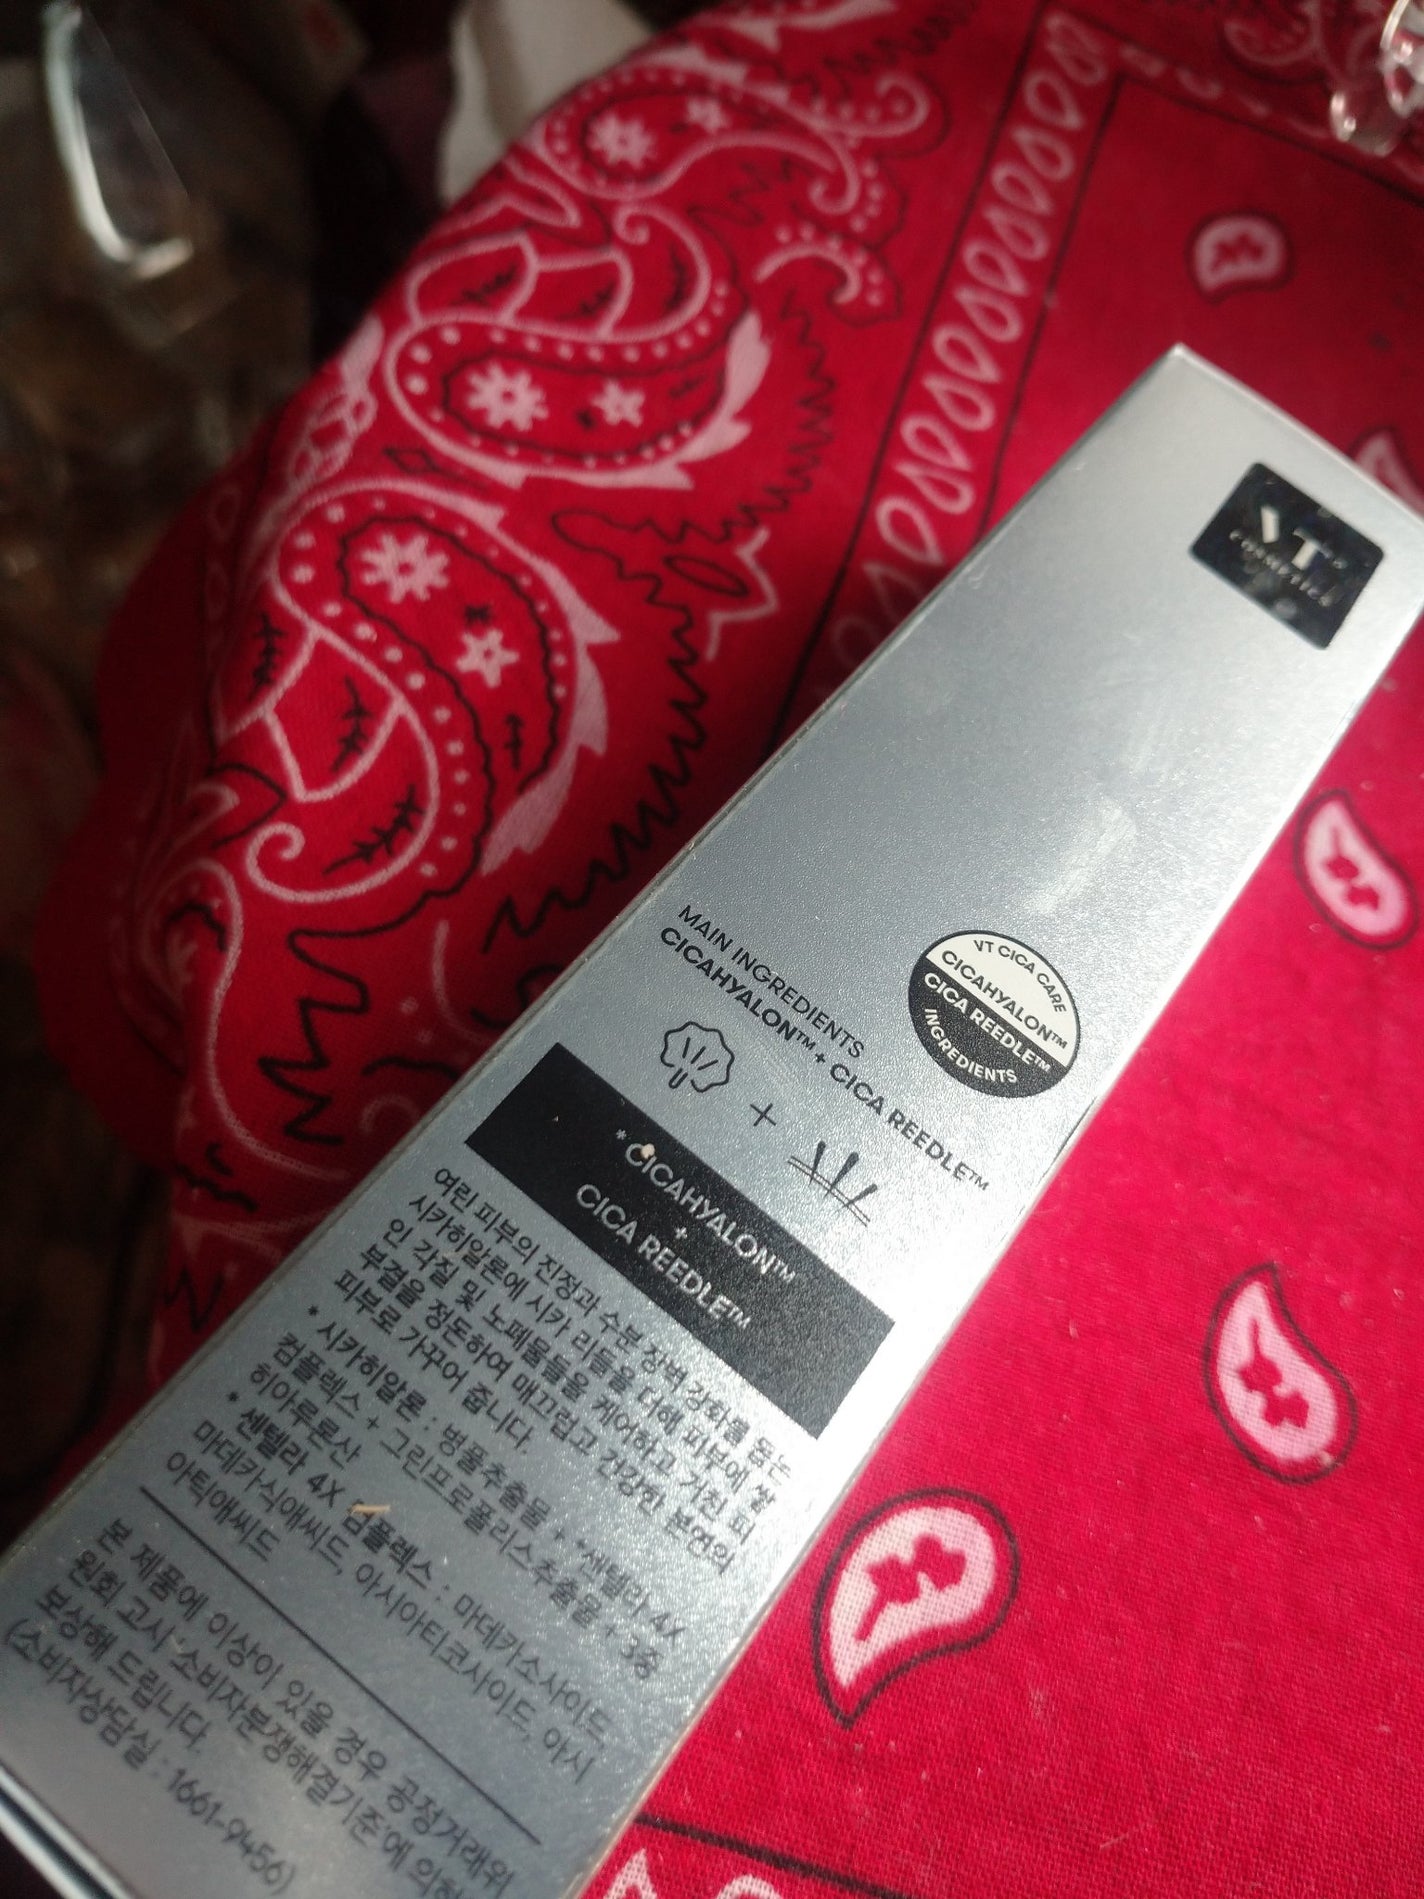 VT
cosmetics
VT CICA CARE
CICAHYALON™
CICA REEDLE™
INGREDIENTS
MAIN INGREDIENTS
CICAHYALON™ + CICA REEDLE™
+
*CICAHYALON™
+
CICA REEDLE™
여린 피부의 진정과 수분 장벽 강화를 돕는
시카히알론에 시카 리들을 더해 피부에 쌓
인 각질 및 노폐물들을 케어하고 거친 피
부결을 정돈하여 매끄럽고 건강한 본연의
피부로 가꾸어 줍니다.
* 시카히알론 : 병풀추출물 + *센텔라 4X
컴플렉스 + 그린프로폴리스추출물 + 3종
히아루론산
* 센텔라 4X 컴플렉스 : 마데카소사이드,
마데카식애씨드, 아시아티코사이드, 아시
아틱애씨드
본 제품에 이상이 있을 경우 공정거래위
원회 고시 '소비자분쟁해결기준'에 의해
보상해 드립니다.
(소비자상담실 : 1661-9456)